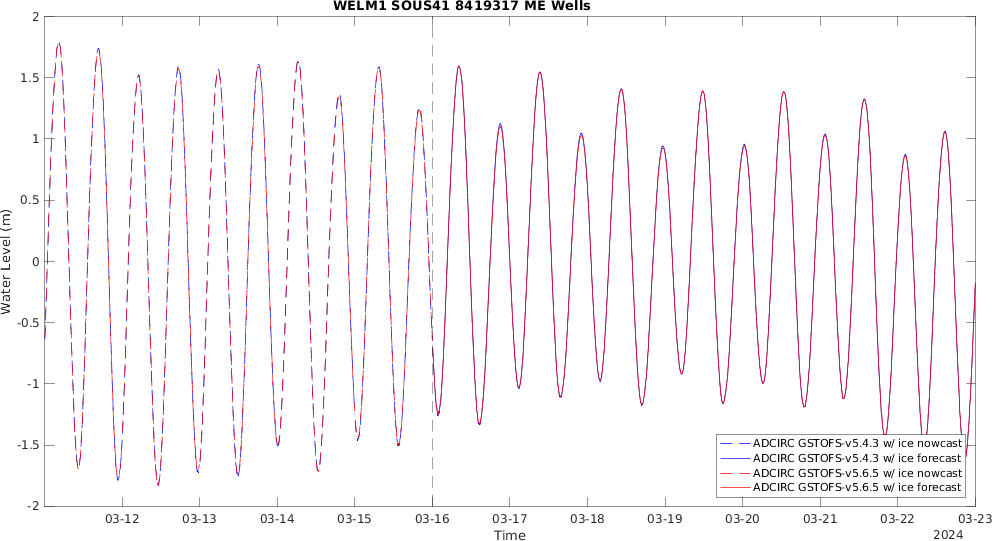 WELM1 SOUS41 8419317 ME Wells
2
1.5
1
0.5
0
-0.5
-1
-1.5
-2
Water Level (m)
ADCIRC GSTOFS-v5.4.3 w/ ice nowcast
ADCIRC GSTOFS-v5.4.3 w/ ice forecast
ADCIRC GSTOFS-v5.6.5 w/ ice nowcast
ADCIRC GSTOFS-v5.6.5 w/ ice forecast
03-12 03-13 03-14 03-15 03-16 03-17 03-18 03-19 03-20 03-21 03-22 03-23
Time
2024